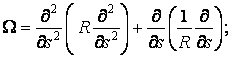 Ω = ∂²/∂s² ( R ∂²/∂s² ) + ∂/∂s ( 1/R ∂/∂s );